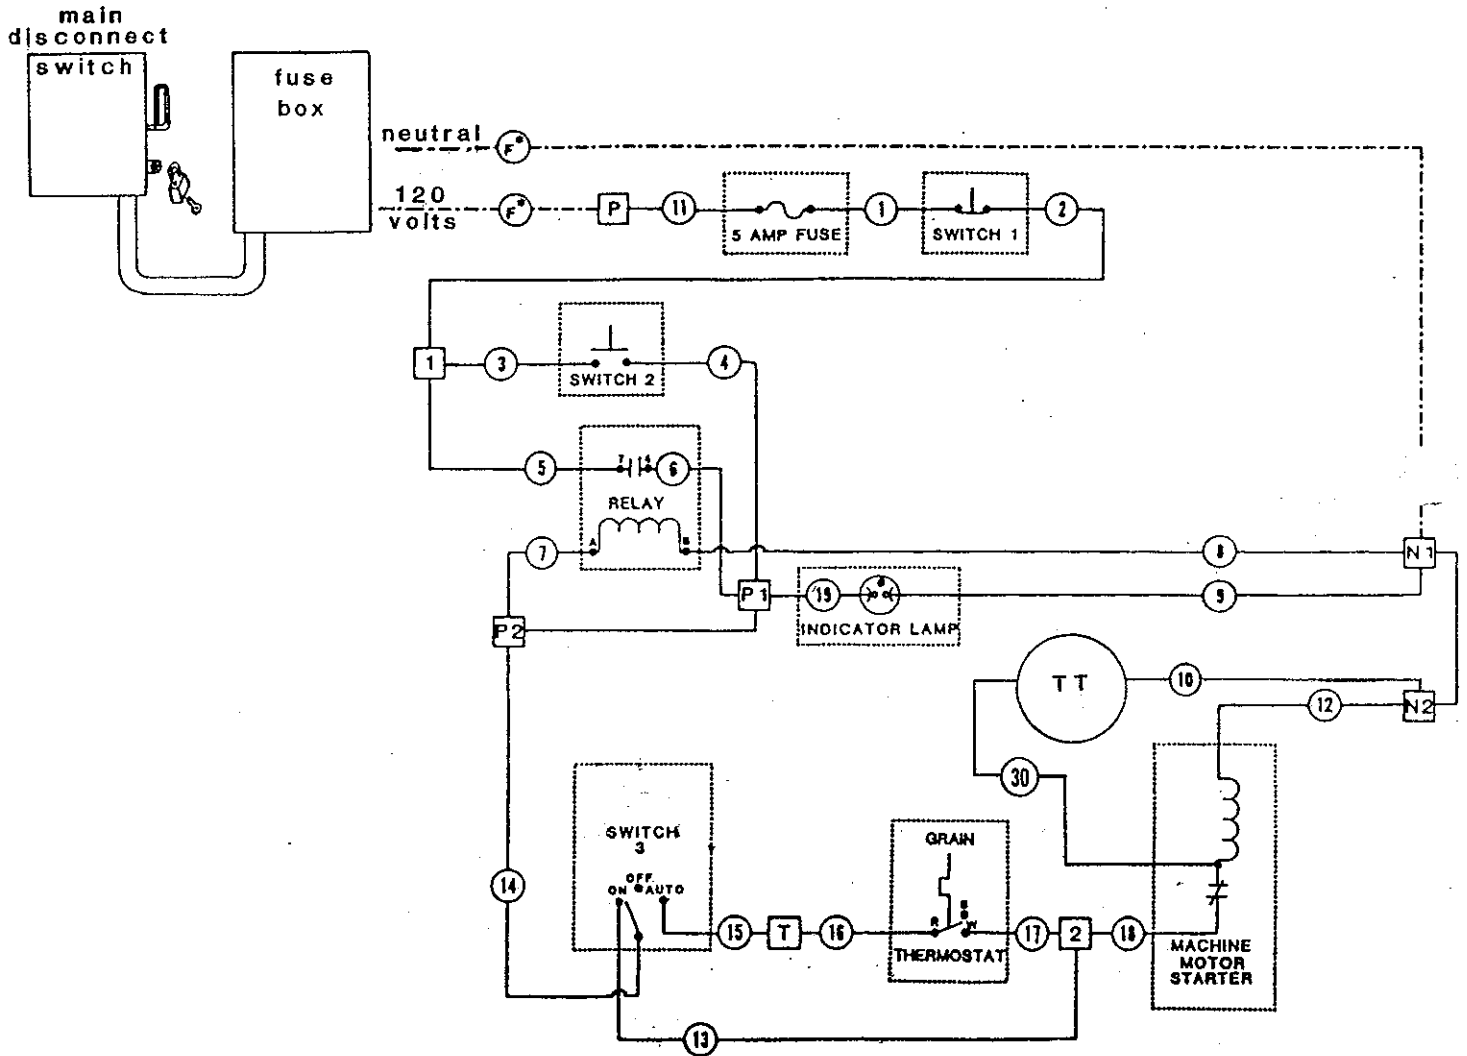 main
disconnect
switch
fuse
box
neutral
F*
120
volts
F*
P
11
5 AMP FUSE
1
SWITCH 1
2
1
3
SWITCH 2
4
5
7
4
6
RELAY
7
A
B
8
N1
P1
19
9
INDICATOR LAMP
P2
TT
10
12
N2
30
SWITCH
3
OFF
ON
AUTO
14
15
T
16
GRAIN
R
W
THERMOSTAT
17
2
18
MACHINE
MOTOR
STARTER
13